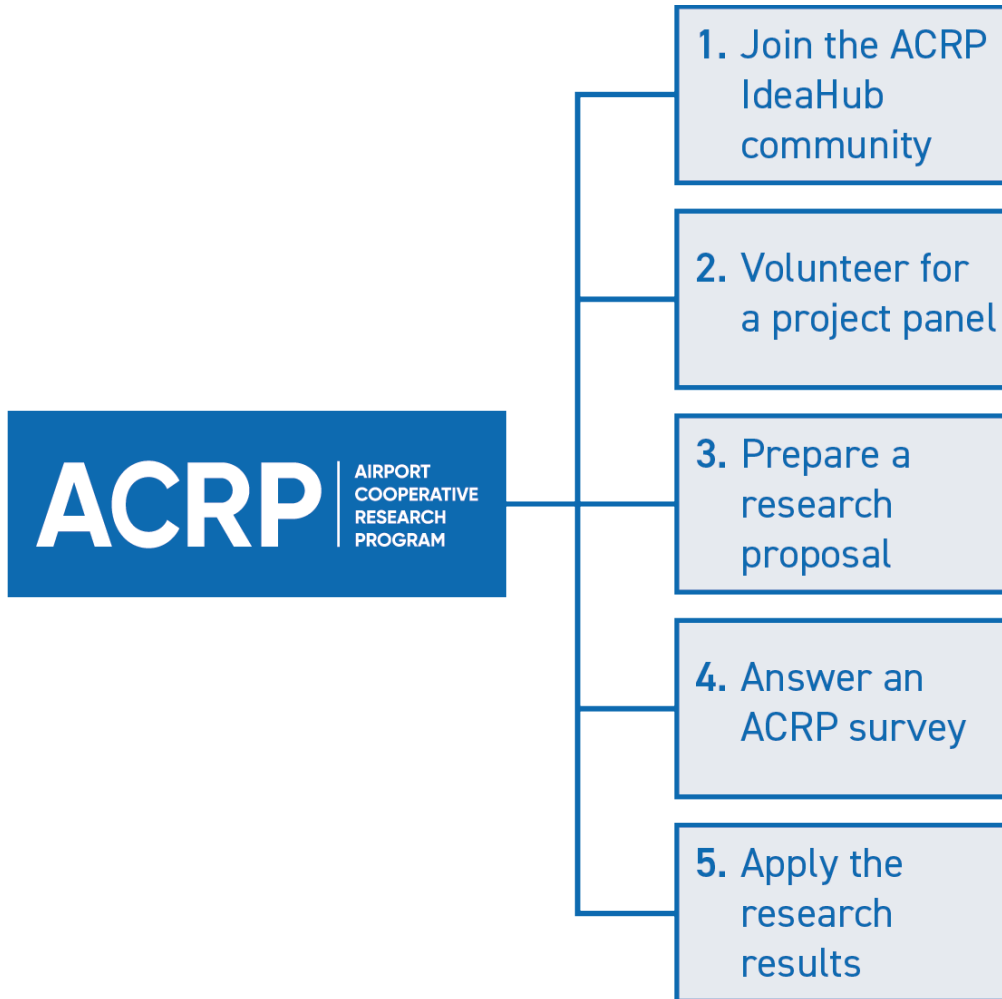 1. Join the ACRP
IdeaHub
community
2. Volunteer for
a project panel
ACRP
AIRPORT
COOPERATIVE
RESEARCH
PROGRAM
3. Prepare a
research
proposal
4. Answer an
ACRP survey
5. Apply the
research
results